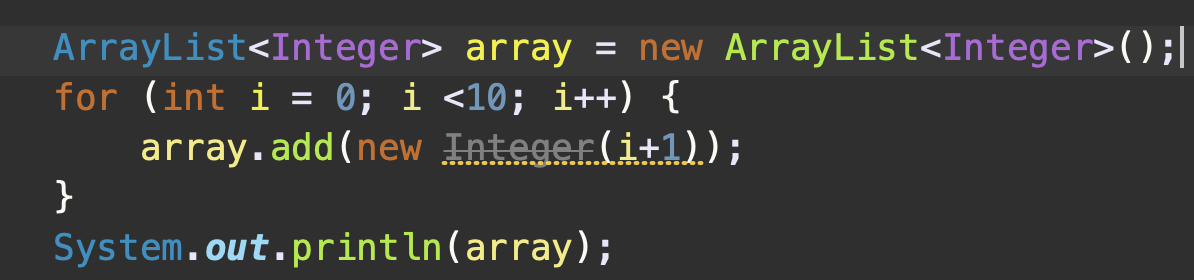 ArrayList<Integer> array = new ArrayList<Integer>();
for (int i = 0; i <10; i++) {
    array.add(new Integer(i+1));
}
System.out.println(array);